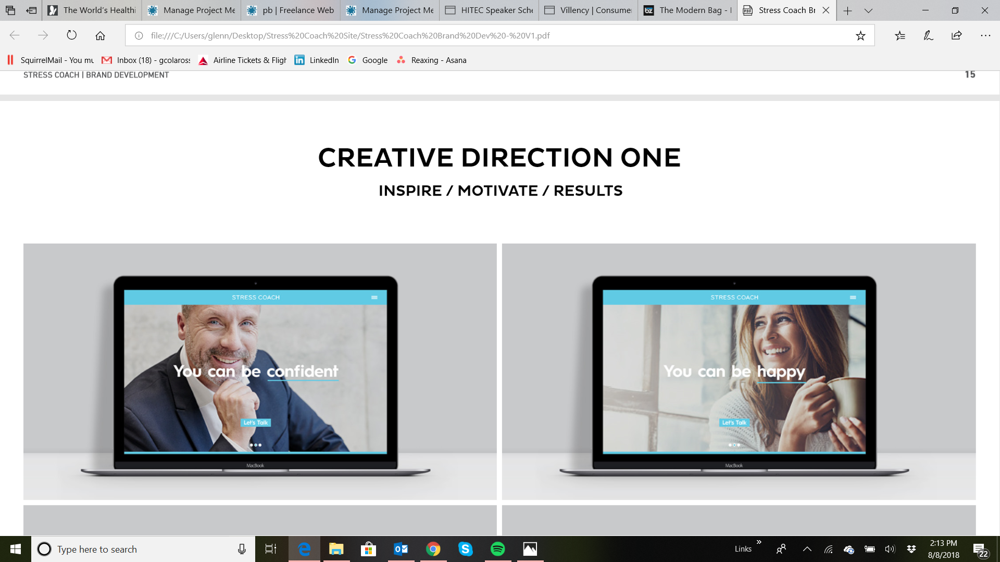 The World's Healthi
Manage Project Me
pb | Freelance Web
Manage Project Me
HITEC Speaker Sche
Villency | Consumer
The Modern Bag - I
Stress Coach Br
file:///C:/Users/glenn/Desktop/Stress%20Coach%20Site/Stress%20Coach%20Brand%20Dev%20-%20V1.pdf
SquirrelMail - You mu
Inbox (18) - gcolaross
Airline Tickets & Fligh
LinkedIn
Google
Reaxing - Asana
STRESS COACH | BRAND DEVELOPMENT
15
CREATIVE DIRECTION ONE
INSPIRE / MOTIVATE / RESULTS
STRESS COACH
You can be confident
Let's Talk
MacBook
STRESS COACH
You can be happy
Let's Talk
MacBook
Type here to search
Links
2:13 PM
8/8/2018
22